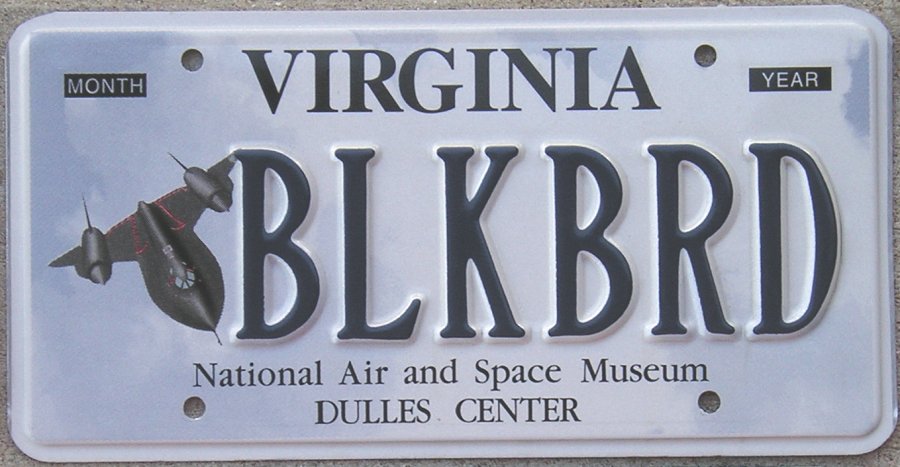 VIRGINIA
MONTH
YEAR
BLKBRD
National Air and Space Museum
DULLES CENTER